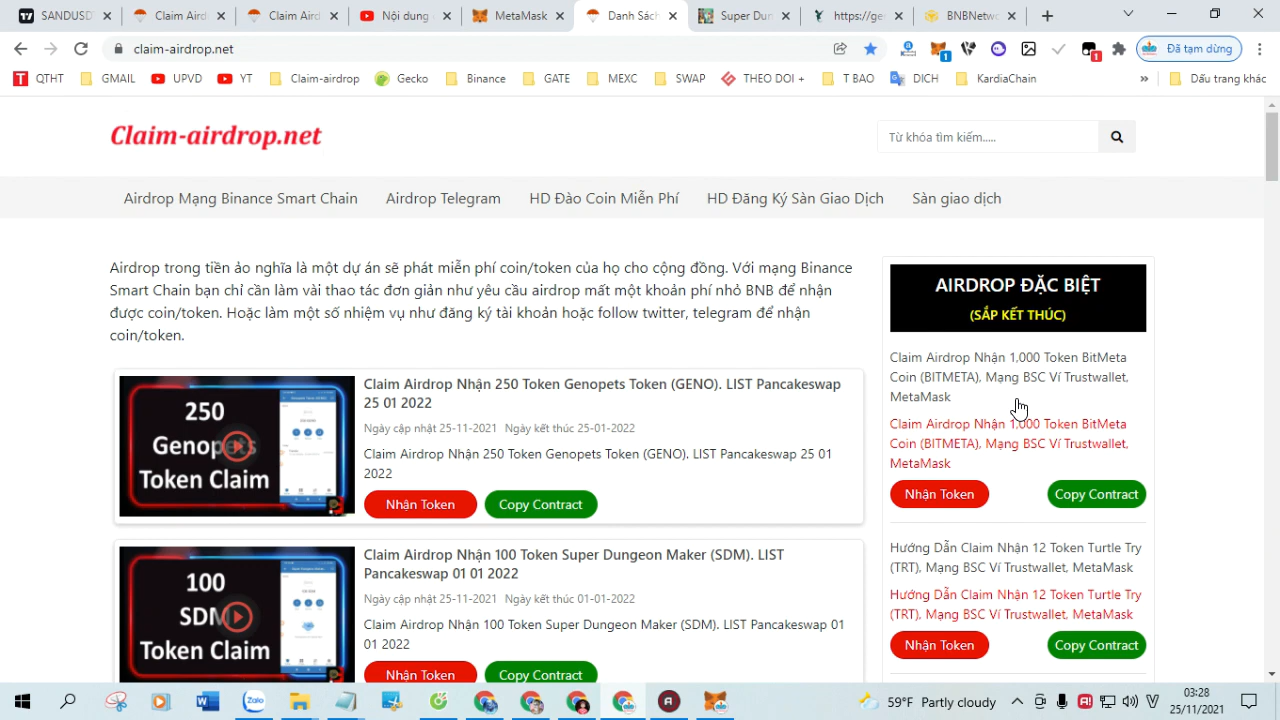 SANDUSD
Claim Air
Claim Aird
Nội dung
MetaMask
Danh Sách
Super Dun
https://ge
BNBNetwo
claim-airdrop.net
Đã tạm dừng
QTHT
GMAIL
UPVD
YT
Claim-airdrop
Gecko
Binance
GATE
MEXC
SWAP
THEO DOI +
T BAO
DICH
KardiaChain
»
Dấu trang khác
Claim-airdrop.net
Từ khóa tìm kiếm.....
Airdrop Mạng Binance Smart Chain
Airdrop Telegram
HD Đào Coin Miễn Phí
HD Đăng Ký Sàn Giao Dịch
Sàn giao dịch
Airdrop trong tiền ảo nghĩa là một dự án sẽ phát miễn phí coin/token của họ cho cộng đồng. Với mạng Binance
Smart Chain bạn chỉ cần làm vài thao tác đơn giản như yêu cầu airdrop mất một khoản phí nhỏ BNB để nhận
được coin/token. Hoặc làm một số nhiệm vụ như đăng ký tài khoản hoặc follow twitter, telegram để nhận
coin/token.
250
Genopets
Token Claim
Claim Airdrop Nhận 250 Token Genopets Token (GENO). LIST Pancakeswap
25 01 2022
Ngày cập nhật 25-11-2021 Ngày kết thúc 25-01-2022
Claim Airdrop Nhận 250 Token Genopets Token (GENO). LIST Pancakeswap 25 01
2022
Nhận Token
Copy Contract
100
SDM
Token Claim
Claim Airdrop Nhận 100 Token Super Dungeon Maker (SDM). LIST
Pancakeswap 01 01 2022
Ngày cập nhật 25-11-2021 Ngày kết thúc 01-01-2022
Claim Airdrop Nhận 100 Token Super Dungeon Maker (SDM). LIST Pancakeswap 01
01 2022
Nhận Token
Copy Contract
AIRDROP ĐẶC BIỆT
(SẮP KẾT THÚC)
Claim Airdrop Nhận 1,000 Token BitMeta
Coin (BITMETA), Mạng BSC Ví Trustwallet,
MetaMask
Claim Airdrop Nhận 1,000 Token BitMeta
Coin (BITMETA), Mạng BSC Ví Trustwallet,
MetaMask
Nhận Token
Copy Contract
Hướng Dẫn Claim Nhận 12 Token Turtle Try
(TRT), Mạng BSC Ví Trustwallet, MetaMask
Hướng Dẫn Claim Nhận 12 Token Turtle Try
(TRT), Mạng BSC Ví Trustwallet, MetaMask
Nhận Token
Copy Contract
Zalo
59°F Partly cloudy
03:28
25/11/2021